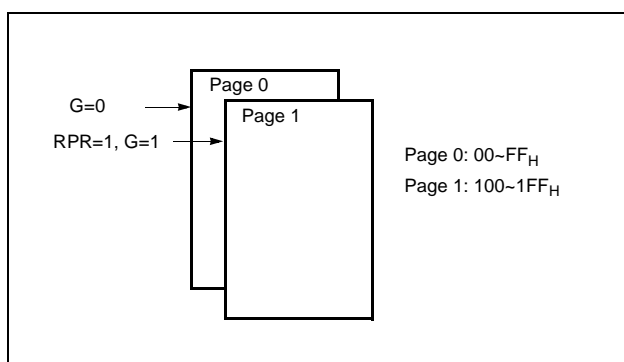 Page 0
G=0
Page 1
RPR=1, G=1
Page 0: 00~FFH
Page 1: 100~1FFH